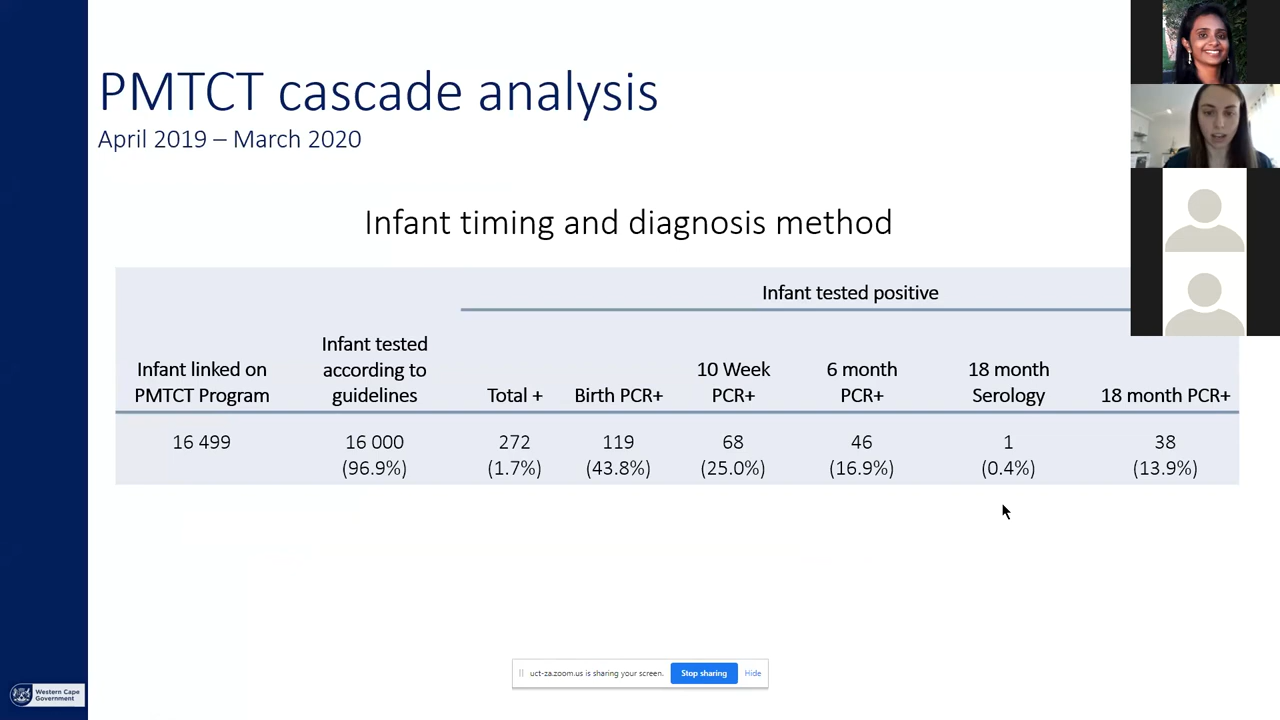 PMTCT cascade analysis
April 2019 – March 2020
Infant timing and diagnosis method
Infant tested positive
Infant linked on
PMTCT Program
Infant tested
according to
guidelines
Total +
Birth PCR+
10 Week
PCR+
6 month
PCR+
18 month
Serology
18 month PCR+
16 499
16 000
(96.9%)
272
(1.7%)
119
(43.8%)
68
(25.0%)
46
(16.9%)
1
(0.4%)
38
(13.9%)
uct-za.zoom.us is sharing your screen.
Stop sharing
Hide
Western Cape
Government